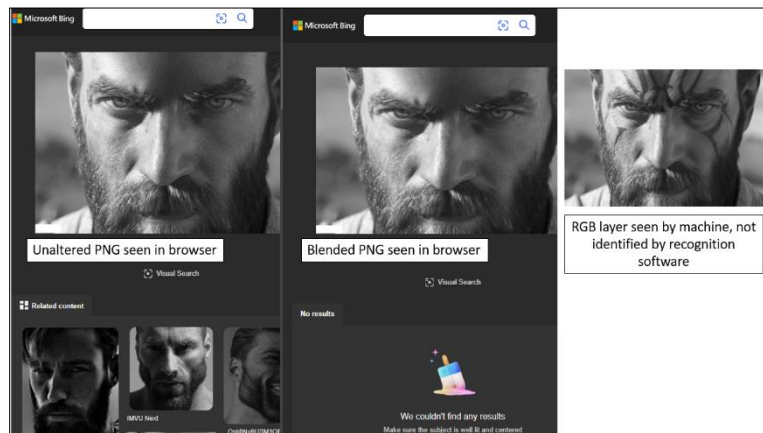 Microsoft Bing
Unaltered PNG seen in browser
Visual Search
Related content
IMVU Next
Microsoft Bing
Blended PNG seen in browser
Visual Search
No results
We couldn't find any results
Make sure the subject is well lit and centered
RGB layer seen by machine, not
identified by recognition
software